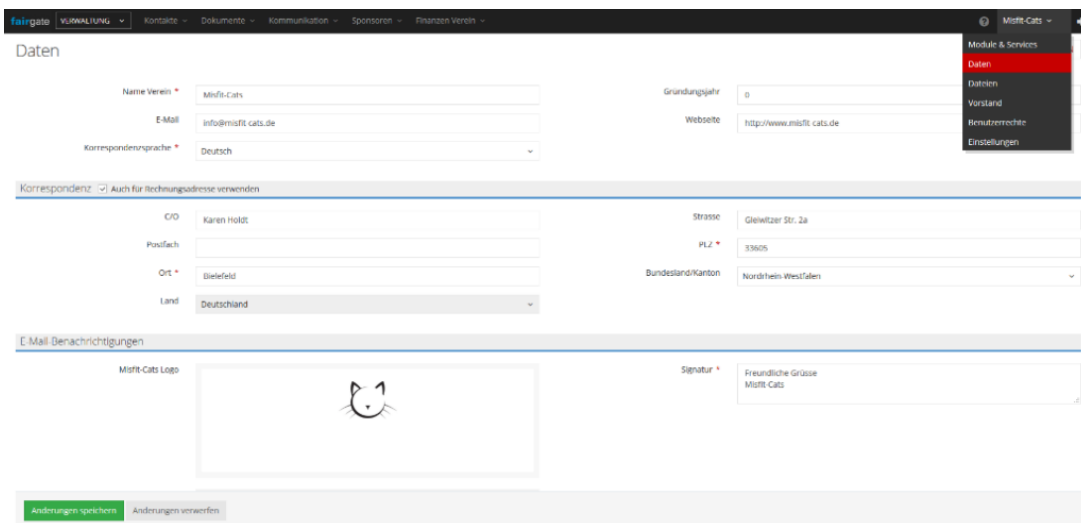 fairgate VERWALTUNG Kontakte Dokumente Kommunikation Sponsoren Finanzen Verein Misfit-Cats
Module & Services
Daten
Dateien
Vorstand
Benutzerrechte
Einstellungen
Daten
Name Verein * Misfit-Cats Gründungsjahr 0
E-Mail info@misfit-cats.de Webseite http://www.misfit-cats.de
Korrespondenzsprache * Deutsch
Korrespondenz Auch für Rechnungsadresse verwenden
C/O Karen Holdt Strasse Gleiwitzer Str. 2a
Postfach PLZ * 33605
Ort * Bielefeld Bundesland/Kanton Nordrhein-Westfalen
Land Deutschland
E-Mail-Benachrichtigungen
Misfit-Cats Logo Signatur * Freundliche Grüsse
Misfit-Cats
Änderungen speichern Änderungen verwerfen